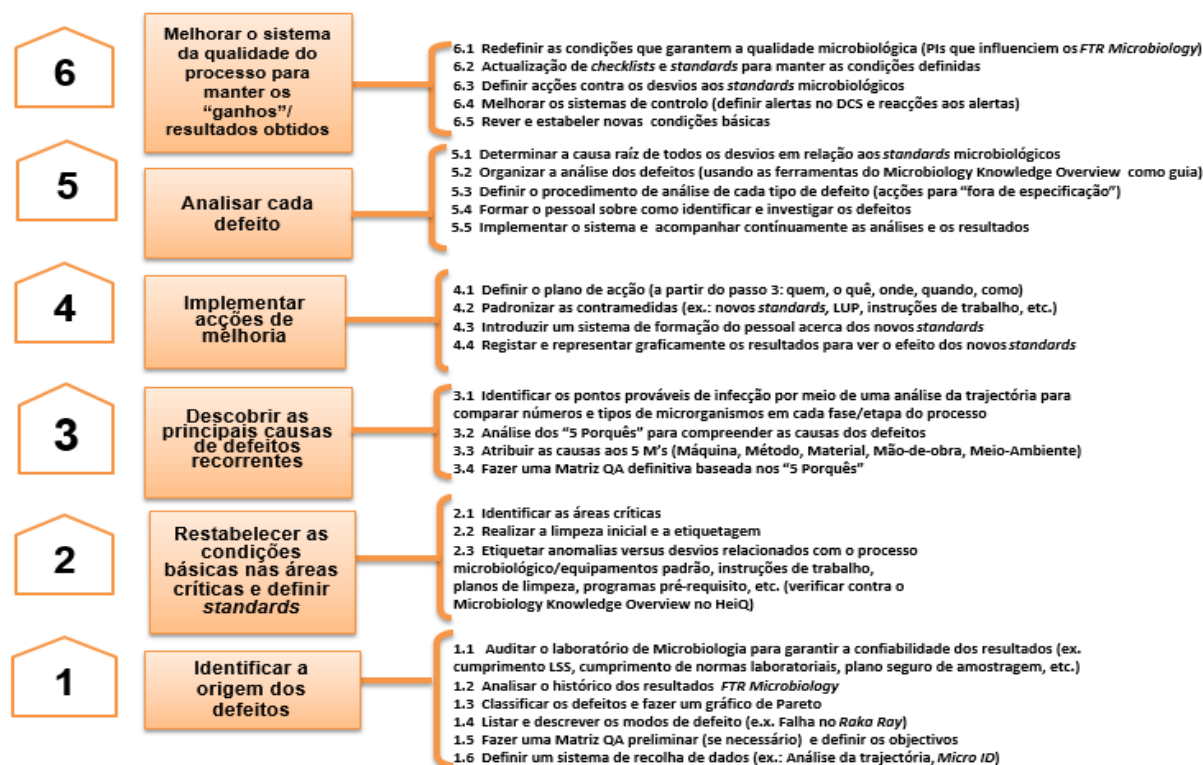 6
Melhorar o sistema
da qualidade do
processo para
manter os
“ganhos”/
resultados obtidos
6.1 Redefinir as condições que garantem a qualidade microbiológica (PIs que influenciem os FTR Microbiology)
6.2 Actualização de checklists e standards para manter as condições definidas
6.3 Definir acções contra os desvios aos standards microbiológicos
6.4 Melhorar os sistemas de controlo (definir alertas no DCS e reacções aos alertas)
6.5 Rever e estabeler novas condições básicas
5
Analisar cada
defeito
5.1 Determinar a causa raíz de todos os desvios em relação aos standards microbiológicos
5.2 Organizar a análise dos defeitos (usando as ferramentas do Microbiology Knowledge Overview como guia)
5.3 Definir o procedimento de análise de cada tipo de defeito (acções para “fora de especificação”)
5.4 Formar o pessoal sobre como identificar e investigar os defeitos
5.5 Implementar o sistema e acompanhar contínuamente as análises e os resultados
4
Implementar
acções de
melhoria
4.1 Definir o plano de acção (a partir do passo 3: quem, o quê, onde, quando, como)
4.2 Padronizar as contramedidas (ex.: novos standards, LUP, instruções de trabalho, etc.)
4.3 Introduzir um sistema de formação do pessoal acerca dos novos standards
4.4 Registar e representar graficamente os resultados para ver o efeito dos novos standards
3
Descobrir as
principais causas
de defeitos
recorrentes
3.1 Identificar os pontos prováveis de infecção por meio de uma análise da trajectória para
comparar números e tipos de microrganismos em cada fase/etapa do processo
3.2 Análise dos “5 Porquês” para compreender as causas dos defeitos
3.3 Atribuir as causas aos 5 M’s (Máquina, Método, Material, Mão-de-obra, Meio-Ambiente)
3.4 Fazer uma Matriz QA definitiva baseada nos “5 Porquês”
2
Restabelecer as
condições
básicas nas áreas
críticas e definir
standards
2.1 Identificar as áreas críticas
2.2 Realizar a limpeza inicial e a etiquetagem
2.3 Etiquetar anomalias versus desvios relacionados com o processo
microbiológico/equipamentos padrão, instruções de trabalho,
planos de limpeza, programas pré-requisito, etc. (verificar contra o
Microbiology Knowledge Overview no HeiQ)
1
Identificar a
origem dos
defeitos
1.1 Auditar o laboratório de Microbiologia para garantir a confiabilidade dos resultados (ex.
cumprimento LSS, cumprimento de normas laboratoriais, plano seguro de amostragem, etc.)
1.2 Analisar o histórico dos resultados FTR Microbiology
1.3 Classificar os defeitos e fazer um gráfico de Pareto
1.4 Listar e descrever os modos de defeito (e.x. Falha no Raka Ray)
1.5 Fazer uma Matriz QA preliminar (se necessário) e definir os objectivos
1.6 Definir um sistema de recolha de dados (ex.: Análise da trajectória, Micro ID)